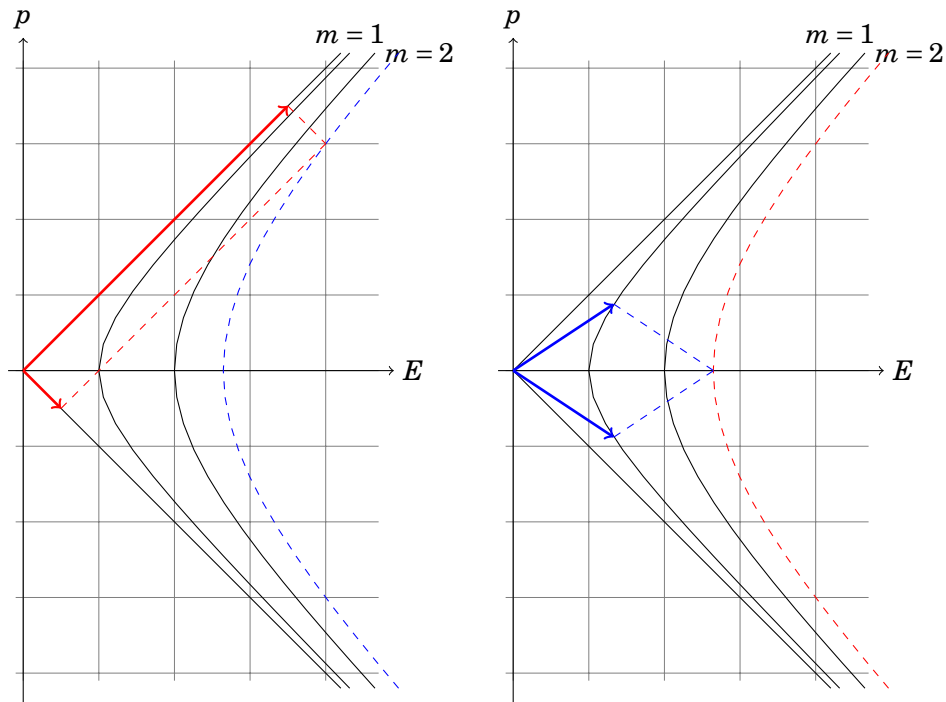 p
m = 1
m = 2
E
p
m = 1
m = 2
E